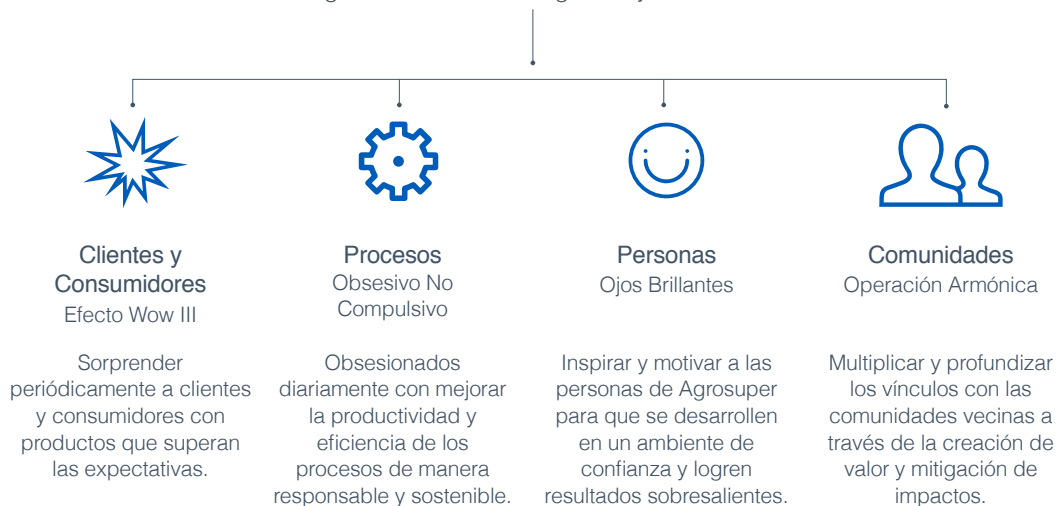 Clientes y
Consumidores
Efecto Wow III
Sorprender
periódicamente a clientes
y consumidores con
productos que superan
las expectativas.
Procesos
Obsesivo No
Compulsivo
Obsesionados
diariamente con mejorar
la productividad y
eficiencia de los
procesos de manera
responsable y sostenible.
Personas
Ojos Brillantes
Inspirar y motivar a las
personas de Agrosuper
para que se desarrollen
en un ambiente de
confianza y logren
resultados sobresalientes.
Comunidades
Operación Armónica
Multiplicar y profundizar
los vínculos con las
comunidades vecinas a
través de la creación de
valor y mitigación de
impactos.